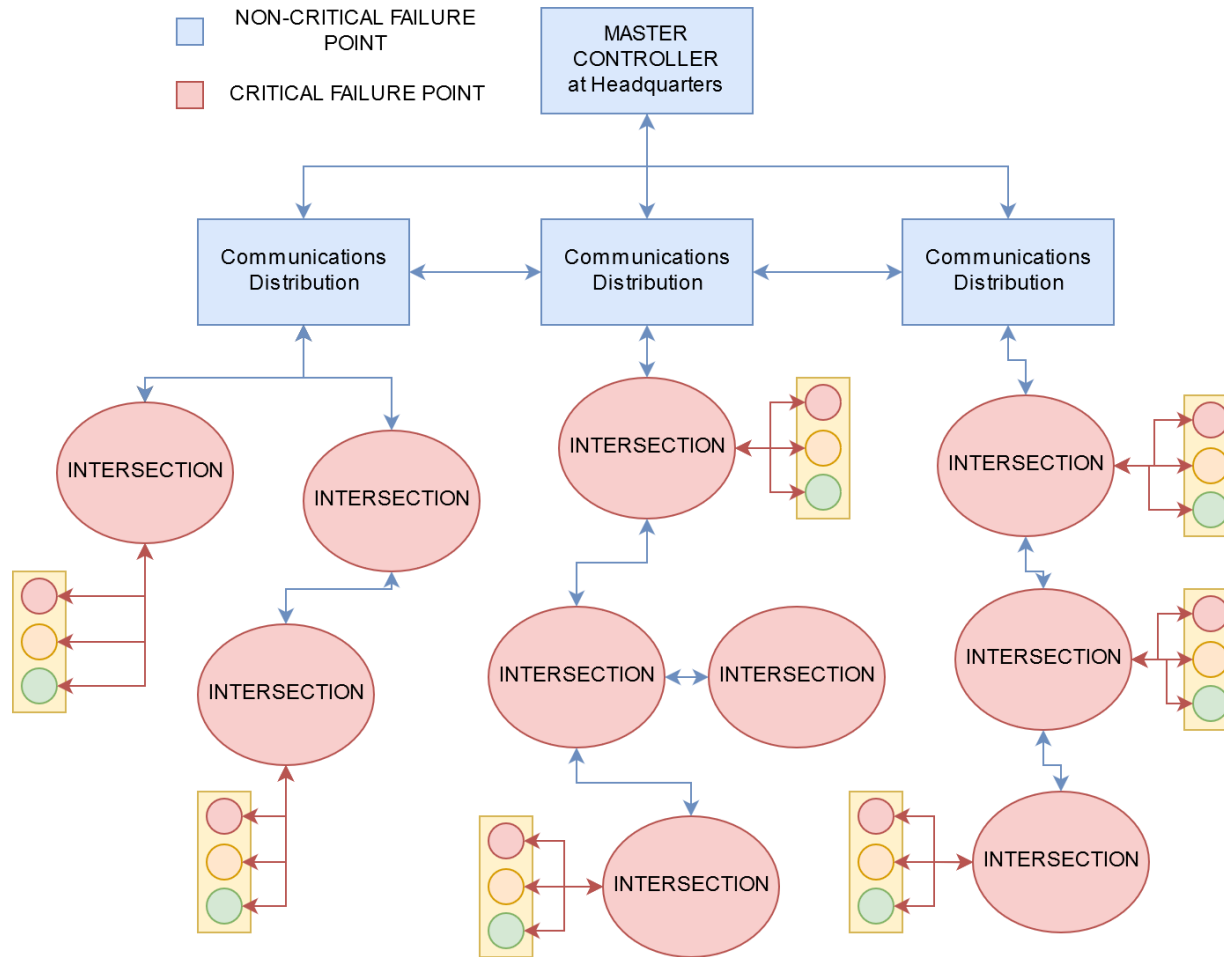 NON-CRITICAL FAILURE
POINT
CRITICAL FAILURE POINT
MASTER
CONTROLLER
at Headquarters
Communications
Distribution
Communications
Distribution
Communications
Distribution
INTERSECTION
INTERSECTION
INTERSECTION
INTERSECTION
INTERSECTION
INTERSECTION
INTERSECTION
INTERSECTION
INTERSECTION
INTERSECTION